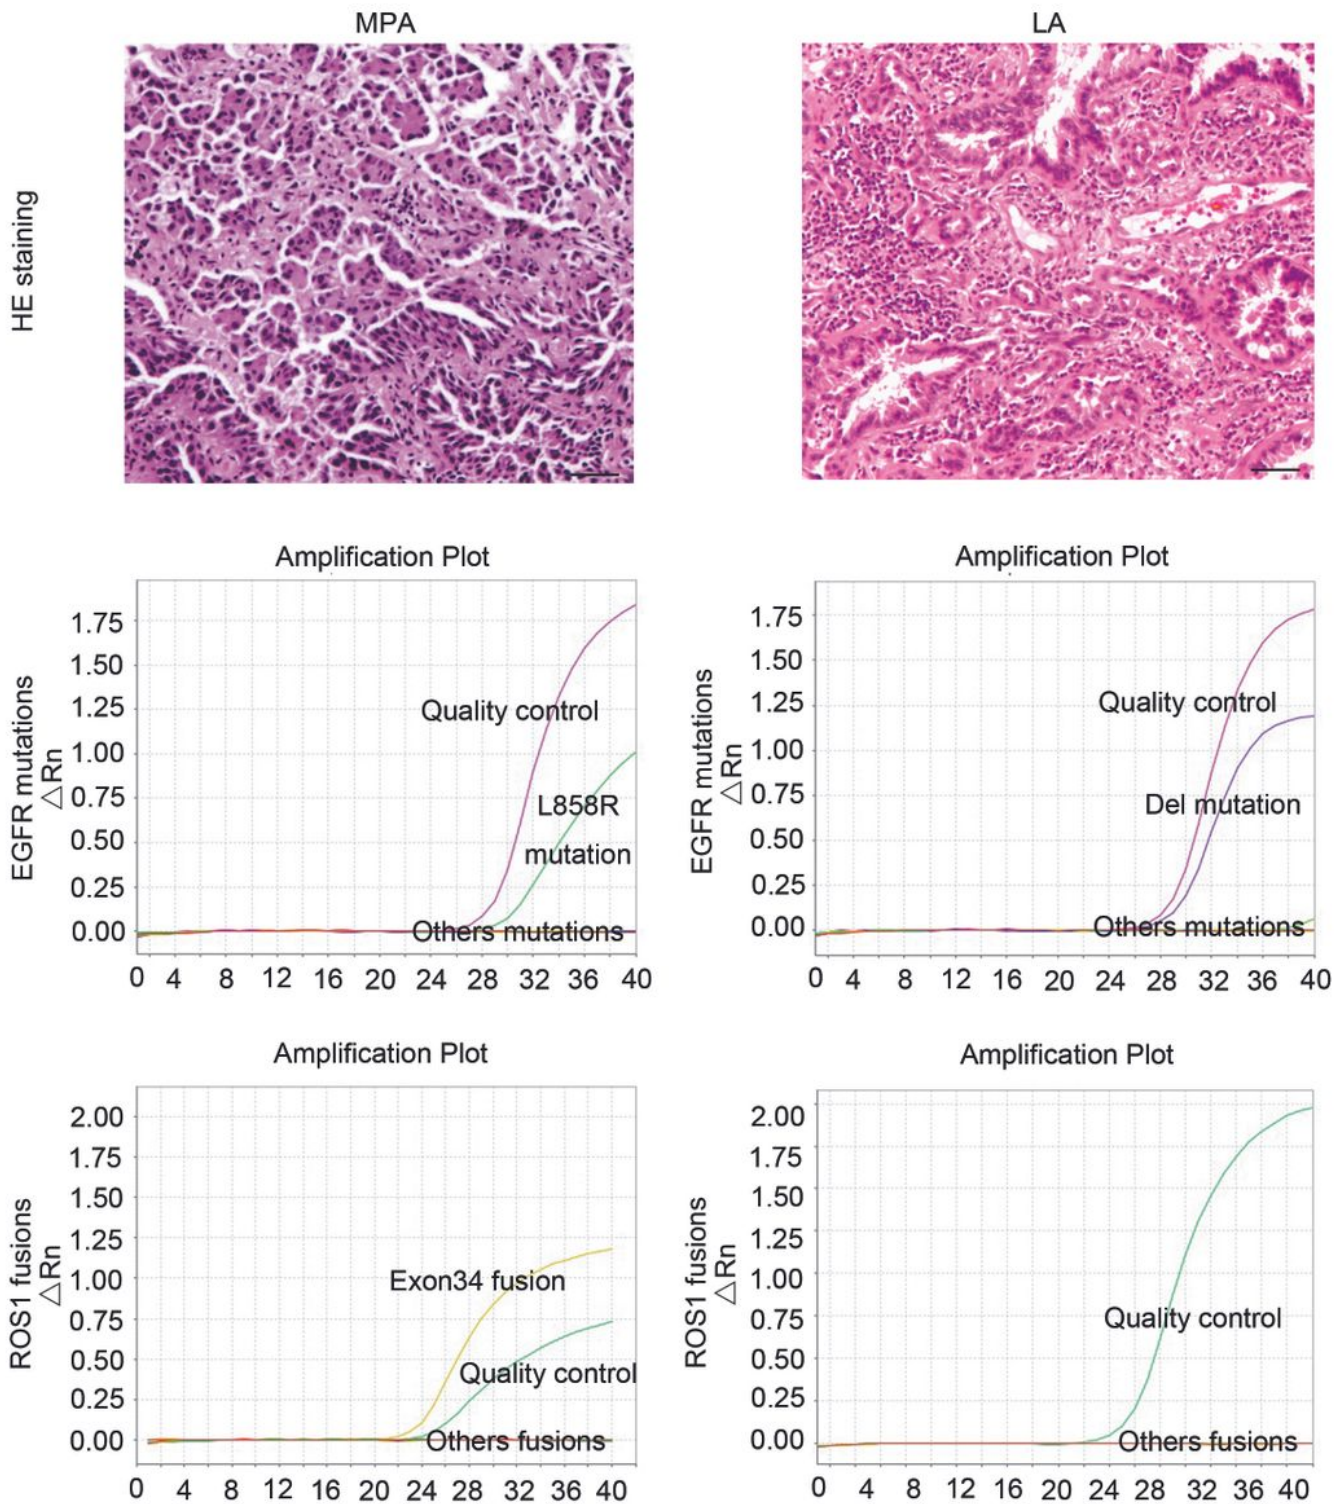 MPA
LA
HE staining
Amplification Plot
EGFR mutations
△Rn
1.75
1.50
1.25
1.00
0.75
0.50
0.25
0.00
Quality control
L858R
mutation
Others mutations
0 4 8 12 16 20 24 28 32 36 40
Amplification Plot
EGFR mutations
△Rn
1.75
1.50
1.25
1.00
0.75
0.50
0.25
0.00
Quality control
Del mutation
Others mutations
0 4 8 12 16 20 24 28 32 36 40
Amplification Plot
ROS1 fusions
△Rn
2.00
1.75
1.50
1.25
1.00
0.75
0.50
0.25
0.00
Exon34 fusion
Quality control
Others fusions
0 4 8 12 16 20 24 28 32 36 40
Amplification Plot
ROS1 fusions
△Rn
2.00
1.75
1.50
1.25
1.00
0.75
0.50
0.25
0.00
Quality control
Others fusions
0 4 8 12 16 20 24 28 32 36 40